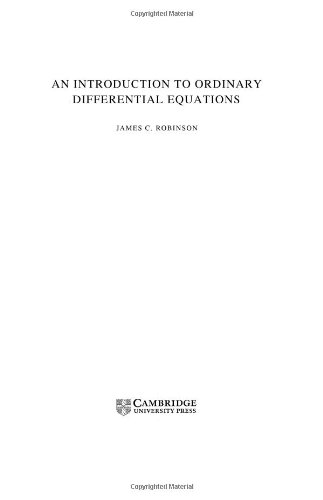 Copyrighted Material
AN INTRODUCTION TO ORDINARY
DIFFERENTIAL EQUATIONS
JAMES C. ROBINSON
CAMBRIDGE
UNIVERSITY PRESS
Copyrighted Material